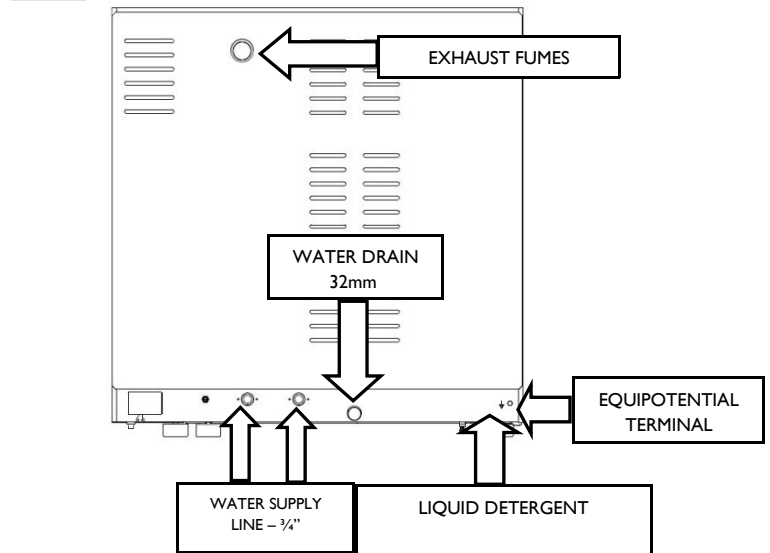 EXHAUST FUMES
WATER DRAIN
32mm
EQUIPOTENTIAL
TERMINAL
WATER SUPPLY
LINE – ¾”
LIQUID DETERGENT